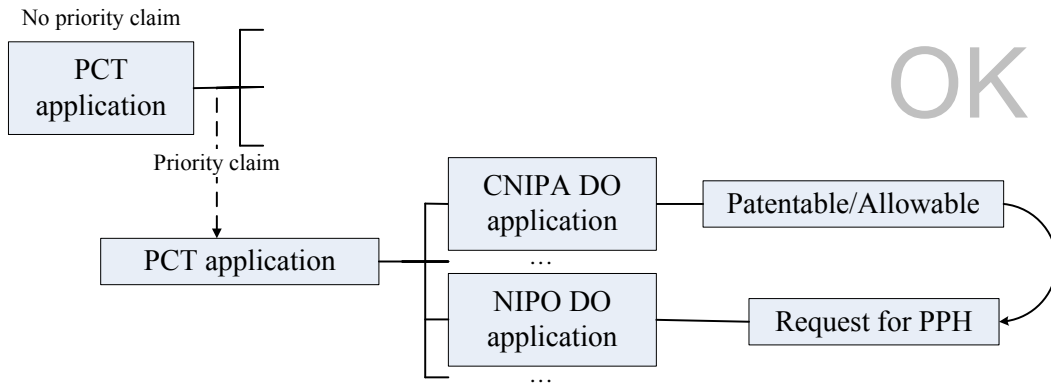 No priority claim
PCT
application
OK
Priority claim
PCT application
CNIPA DO
application
Patentable/Allowable
...
NIPO DO
application
Request for PPH
...